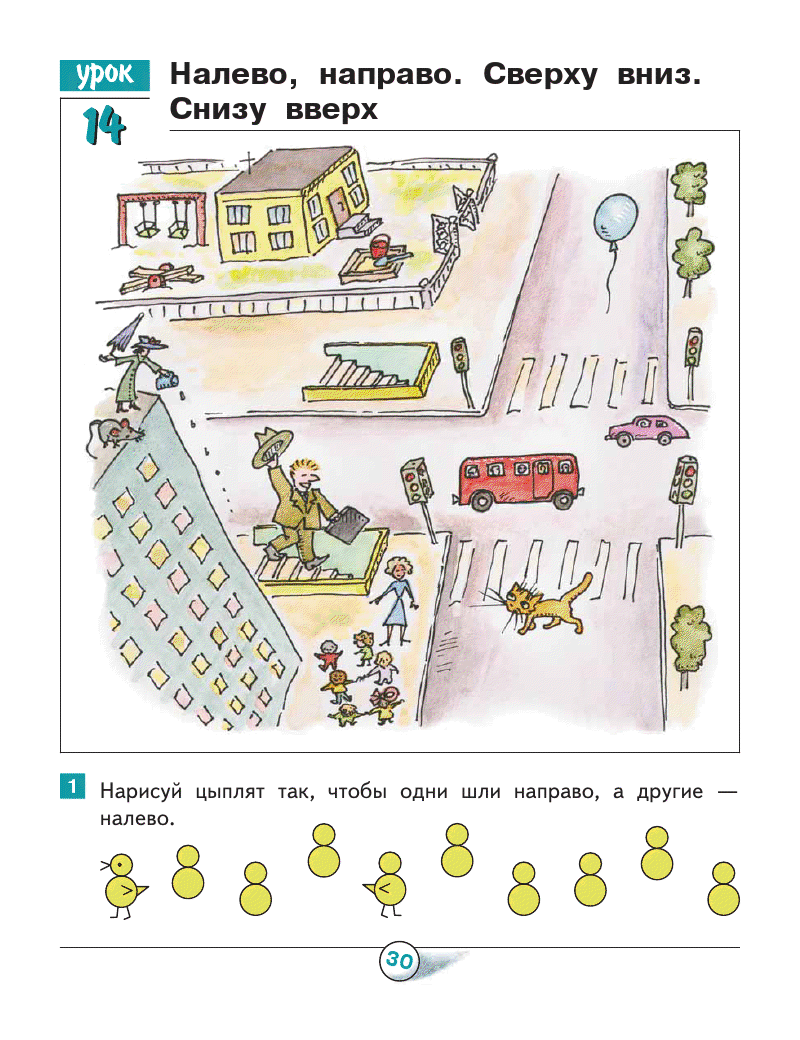 урок
14
Налево, направо. Сверху вниз.
Снизу вверх
1
Нарисуй цыплят так, чтобы одни шли направо, а другие —
налево.
30